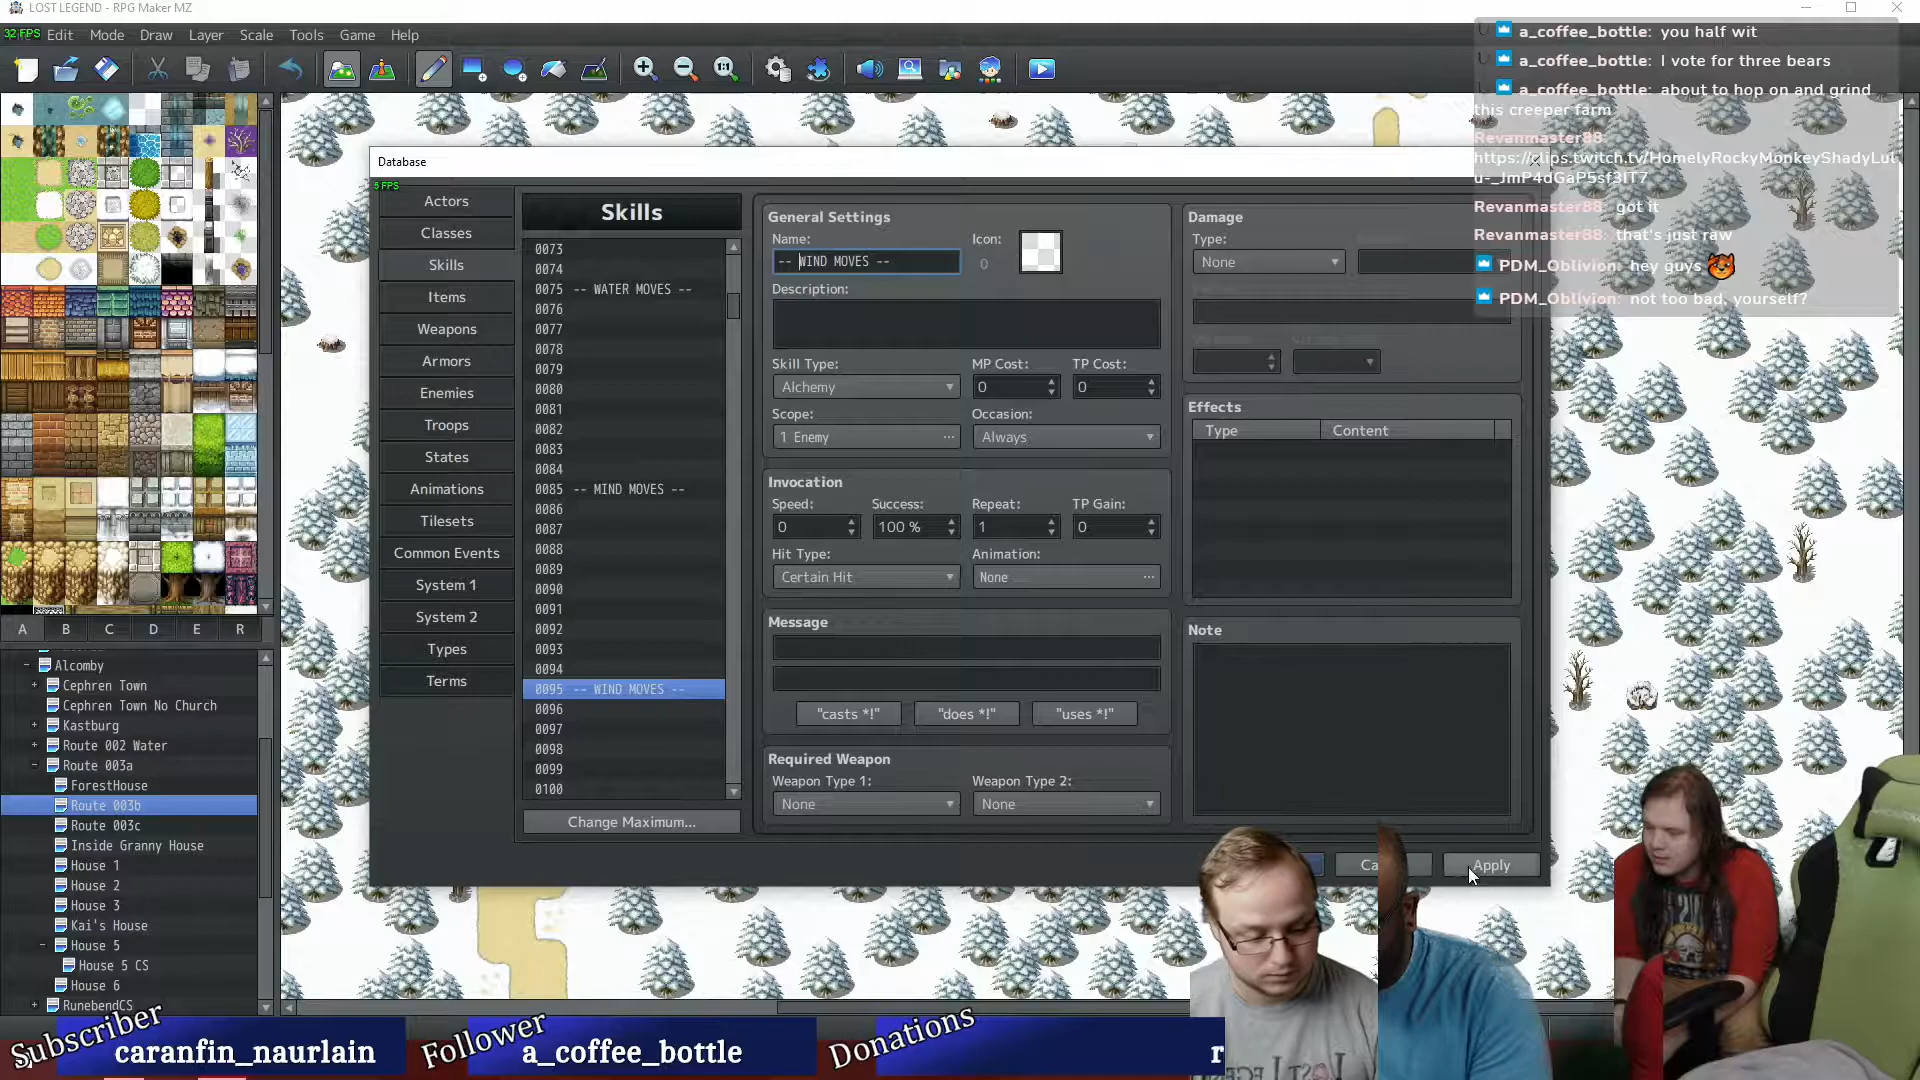 LOST LEGEND - RPG Maker MZ
32 FPS
Edit
Mode
Draw
Layer
Scale
Tools
Game
Help
a_coffee_bottle: you half wit
a_coffee_bottle: I vote for three bears
a_coffee_bottle: about to hop on and grind
this creeper farm
Revanmaster88:
https://clips.twitch.tv/HomelyRockyMonkeyShadyLul
u-_JmP4dGaP5sf3IT7
Revanmaster88: got it
Revanmaster88: that's just raw
PDM_Oblivion: hey guys
PDM_Oblivion: not too bad, yourself?
Database
5 FPS
Actors
Classes
Skills
Items
Weapons
Armors
Enemies
Troops
States
Animations
Tilesets
Common Events
System 1
System 2
Types
Terms
Skills
0073
0074
0075 -- WATER MOVES --
0076
0077
0078
0079
0080
0081
0082
0083
0084
0085 -- MIND MOVES --
0086
0087
0088
0089
0090
0091
0092
0093
0094
0095 -- WIND MOVES --
0096
0097
0098
0099
0100
Change Maximum...
General Settings
Name:
-- WIND MOVES --
Icon:
0
Description:
Skill Type:
Alchemy
MP Cost:
0
TP Cost:
0
Scope:
1 Enemy
...
Occasion:
Always
Invocation
Speed:
0
Success:
100 %
Repeat:
1
TP Gain:
0
Hit Type:
Certain Hit
Animation:
None
...
Message
"casts *!"
"does *!"
"uses *!"
Required Weapon
Weapon Type 1:
None
Weapon Type 2:
None
Damage
Type:
None
Effects
Type
Content
Note
Apply
A
B
C
D
E
R
Alcomby
Cephren Town
Cephren Town No Church
Kastburg
Route 002 Water
Route 003a
ForestHouse
Route 003b
Route 003c
Inside Granny House
House 1
House 2
House 3
Kai's House
House 5
House 5 CS
House 6
RunebendCS
Subscriber
caranfin_naurlain
Follower
a_coffee_bottle
Donations
r